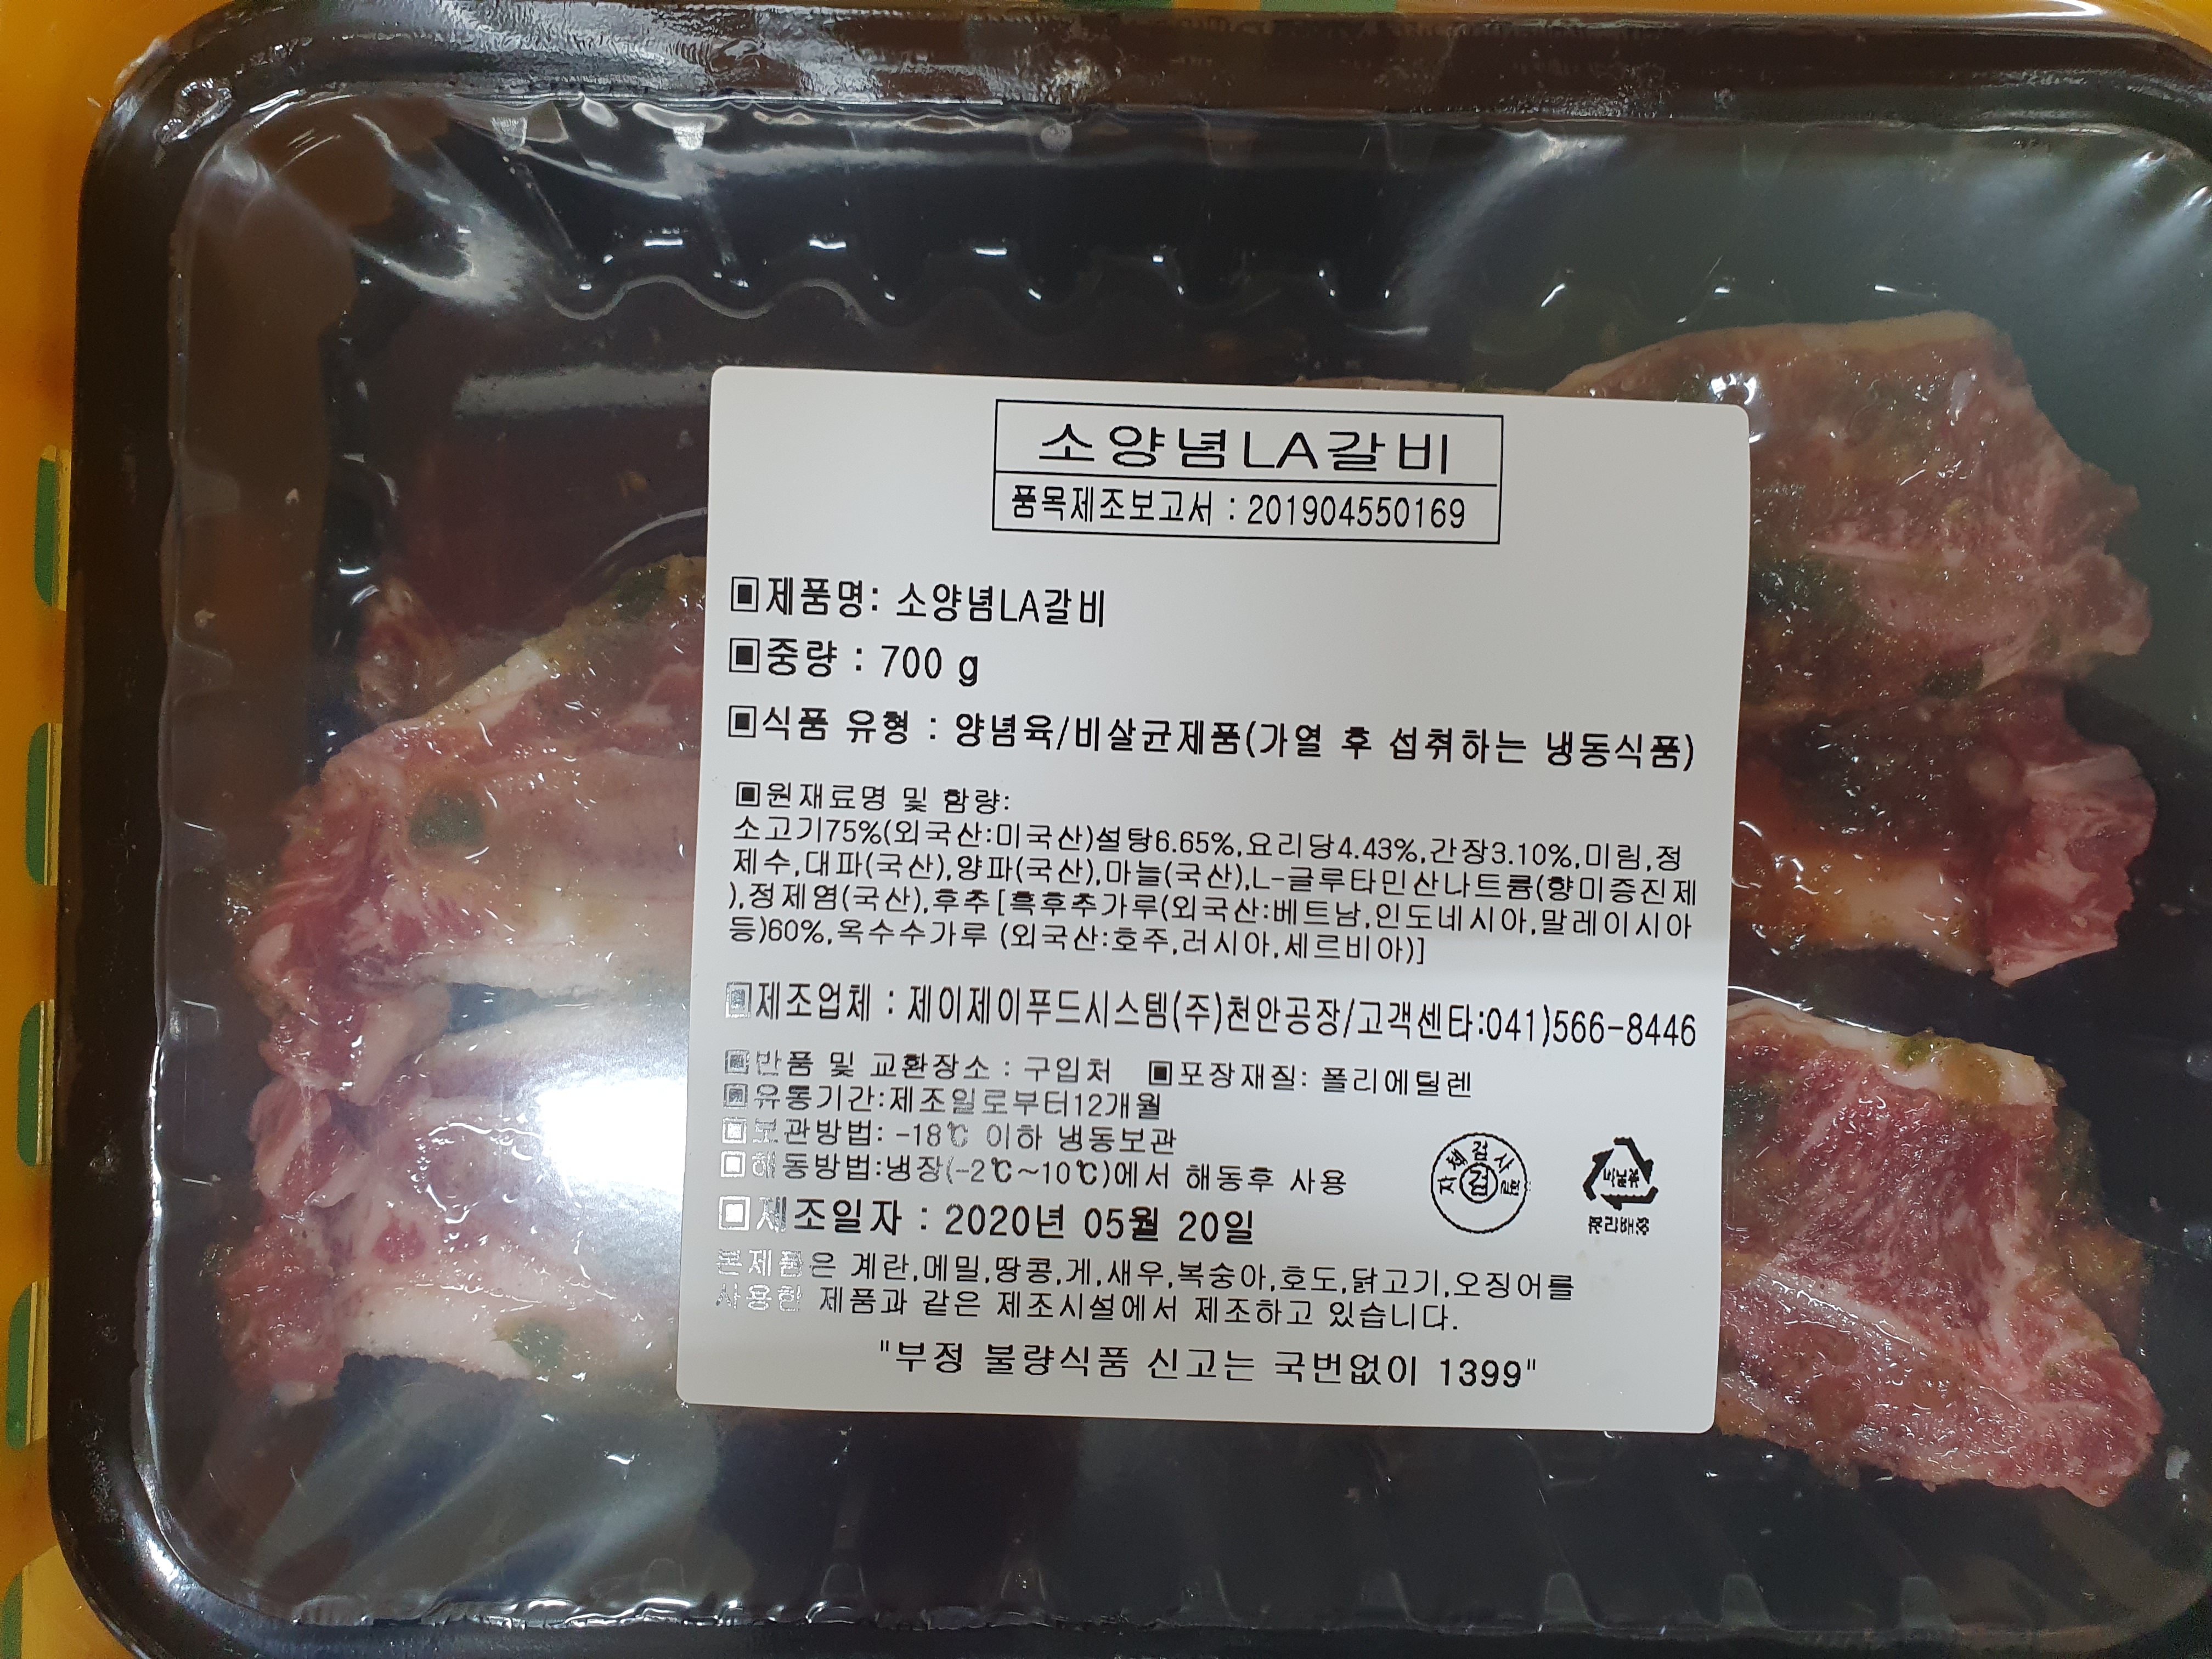 소양념LA갈비
품목제조보고서 : 201904550169
▣제품명: 소양념LA갈비
▣중량 : 700 g
▣식품 유형 : 양념육/비살균제품(가열 후 섭취하는 냉동식품)
▣원재료명 및 함량:
소고기75%(외국산:미국산)설탕6.65%,요리당4.43%,간장3.10%,미림,정
제수,대파(국산),양파(국산),마늘(국산),L-글루타민산나트륨(향미증진제
),정제염(국산),후추[흑후추가루(외국산:베트남,인도네시아,말레이시아
등)60%,옥수수가루 (외국산:호주,러시아,세르비아)]
▣제조업체 : 제이제이푸드시스템(주)천안공장/고객센타:041)566-8446
▣반품 및 교환장소 : 구입처 ▣포장재질: 폴리에틸렌
▣유통기간:제조일로부터12개월
▣보관방법: -18℃ 이하 냉동보관
▣해동방법:냉장(-2℃~10℃)에서 해동후 사용
▣제조일자 : 2020년 05월 20일
자체검사필
검
본제품은 계란,메밀,땅콩,게,새우,복숭아,호도,닭고기,오징어를
사용한 제품과 같은 제조시설에서 제조하고 있습니다.
"부정 불량식품 신고는 국번없이 1399"